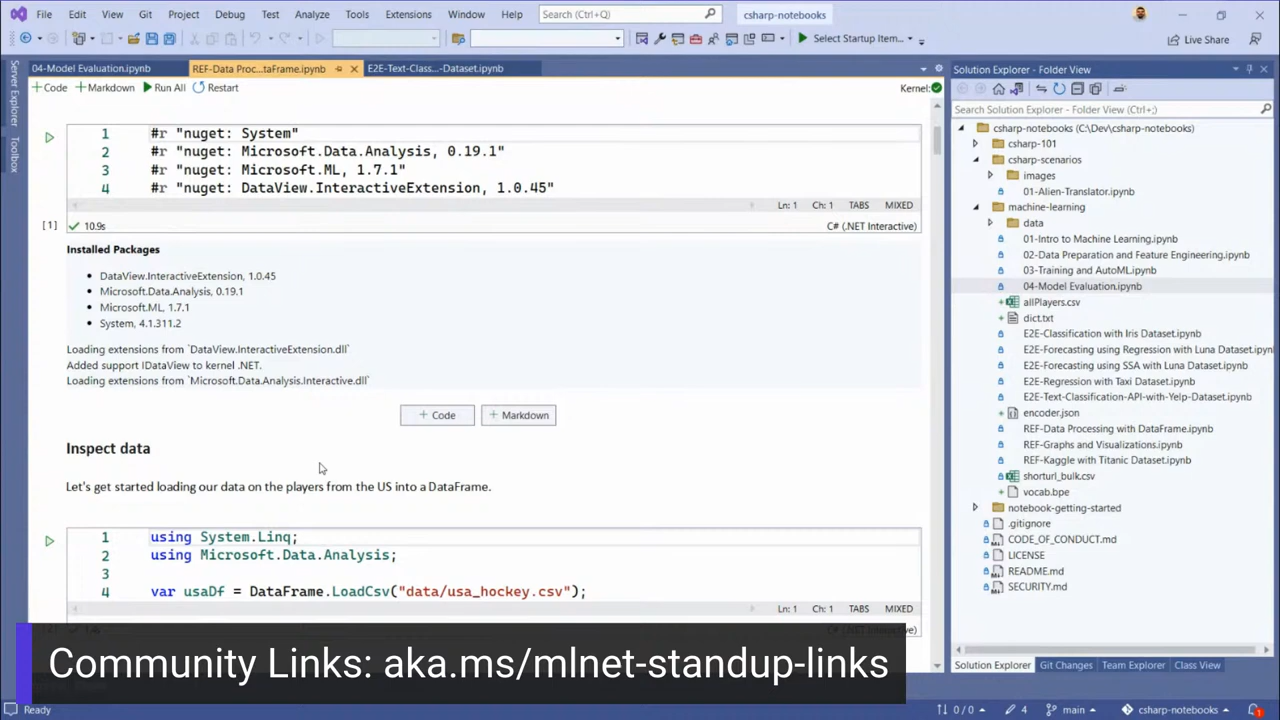 File Edit View Git Project Debug Test Analyze Tools Extensions Window Help Search (Ctrl+Q) csharp-notebooks
Select Startup Item... Live Share
Server Explorer
Toolbox
04-Model Evaluation.ipynb REF-Data Proc...taFrame.ipynb E2E-Text-Class...-Dataset.ipynb
+ Code + Markdown Run All Restart Kernel:
1 #r "nuget: System"
2 #r "nuget: Microsoft.Data.Analysis, 0.19.1"
3 #r "nuget: Microsoft.ML, 1.7.1"
4 #r "nuget: DataView.InteractiveExtension, 1.0.45"
Ln: 1 Ch: 1 TABS MIXED
[1] 10.9s C# (.NET Interactive)
Installed Packages
• DataView.InteractiveExtension, 1.0.45
• Microsoft.Data.Analysis, 0.19.1
• Microsoft.ML, 1.7.1
• System, 4.1.311.2
Loading extensions from `DataView.InteractiveExtension.dll`
Added support IDataView to kernel .NET.
Loading extensions from `Microsoft.Data.Analysis.Interactive.dll`
+ Code + Markdown
Inspect data
Let's get started loading our data on the players from the US into a DataFrame.
1 using System.Linq;
2 using Microsoft.Data.Analysis;
3
4 var usaDf = DataFrame.LoadCsv("data/usa_hockey.csv");
Ln: 1 Ch: 1 TABS MIXED
Community Links: aka.ms/mlnet-standup-links
Solution Explorer - Folder View
Search Solution Explorer - Folder View (Ctrl+;)
csharp-notebooks (C:\Dev\csharp-notebooks)
csharp-101
csharp-scenarios
images
01-Alien-Translator.ipynb
machine-learning
data
01-Intro to Machine Learning.ipynb
02-Data Preparation and Feature Engineering.ipynb
03-Training and AutoML.ipynb
04-Model Evaluation.ipynb
allPlayers.csv
dict.txt
E2E-Classification with Iris Dataset.ipynb
E2E-Forecasting using Regression with Luna Dataset.ipynb
E2E-Forecasting using SSA with Luna Dataset.ipynb
E2E-Regression with Taxi Dataset.ipynb
E2E-Text-Classification-API-with-Yelp-Dataset.ipynb
encoder.json
REF-Data Processing with DataFrame.ipynb
REF-Graphs and Visualizations.ipynb
REF-Kaggle with Titanic Dataset.ipynb
shorturl_bulk.csv
vocab.bpe
notebook-getting-started
.gitignore
CODE_OF_CONDUCT.md
LICENSE
README.md
SECURITY.md
Solution Explorer Git Changes Team Explorer Class View
Ready 0 / 0 4 main csharp-notebooks 1